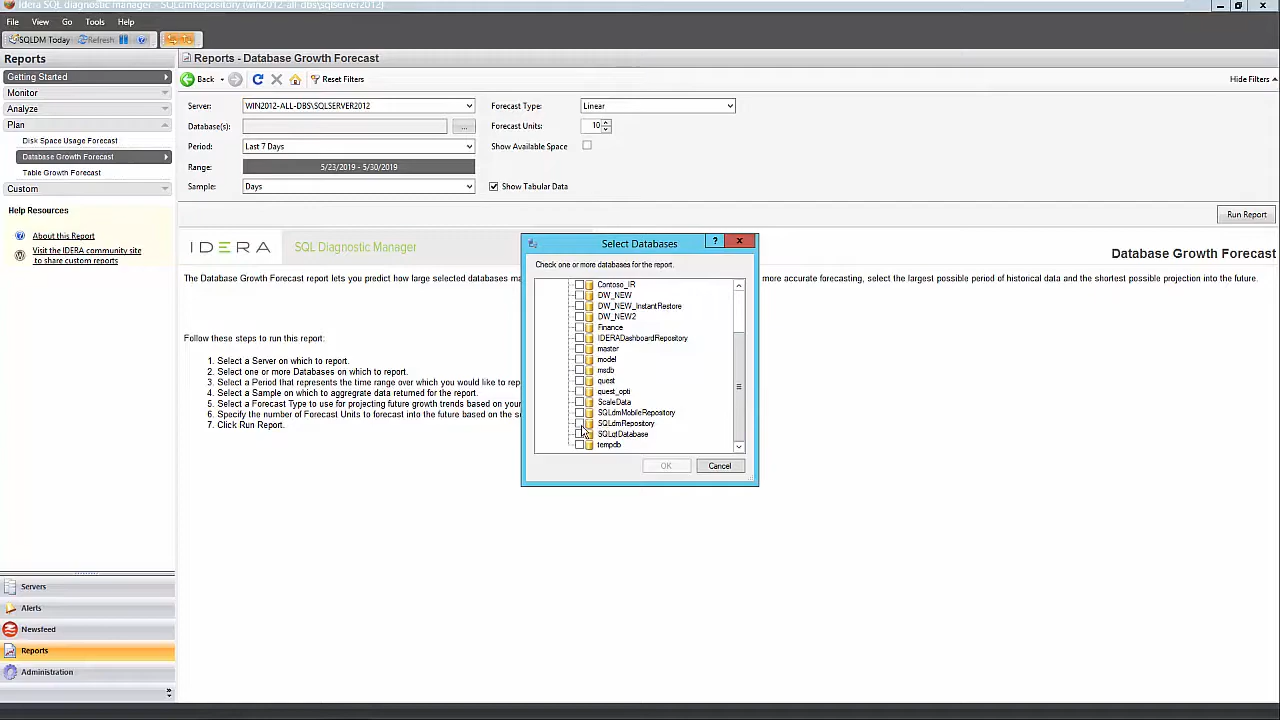 Idera SQL diagnostic manager - SQLdmRepository (win2012-all-dbs\sqlserver2012)
File View Go Tools Help
SQLDM Today Refresh
Reports
Reports - Database Growth Forecast
Getting Started
Back Reset Filters Hide Filters
Monitor
Analyze
Plan
Disk Space Usage Forecast
Database Growth Forecast
Table Growth Forecast
Custom
Help Resources
About this Report
Visit the IDERA community site
to share custom reports
Server: WIN2012-ALL-DBS\SQLSERVER2012 Forecast Type: Linear
Database(s): ... Forecast Units: 10
Period: Last 7 Days Show Available Space
Range: 5/23/2019 - 5/30/2019
Sample: Days Show Tabular Data
Run Report
IDERA SQL Diagnostic Manager
Database Growth Forecast
The Database Growth Forecast report lets you predict how large selected databases ma more accurate forecasting, select the largest possible period of historical data and the shortest possible projection into the future.
Follow these steps to run this report:
1. Select a Server on which to report.
2. Select one or more Databases on which to report.
3. Select a Period that represents the time range over which you would like to rep
4. Select a Sample on which to aggregrate data returned for the report.
5. Select a Forecast Type to use for projecting future growth trends based on your
6. Specify the number of Forecast Units to forecast into the future based on the s
7. Click Run Report.
Select Databases ?
Check one or more databases for the report.
Contoso_IR
DW_NEW
DW_NEW_InstantRestore
DW_NEW2
Finance
IDERADashboardRepository
master
model
msdb
quest
quest_opti
ScaleData
SQLdmMobileRepository
SQLdmRepository
SQLqtDatabase
tempdb
OK Cancel
Servers
Alerts
Newsfeed
Reports
Administration